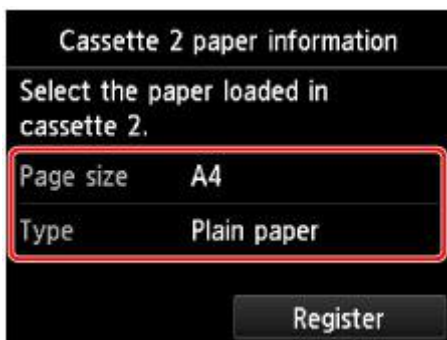 Cassette 2 paper information
Select the paper loaded in
cassette 2.
Page size A4
Type Plain paper
Register